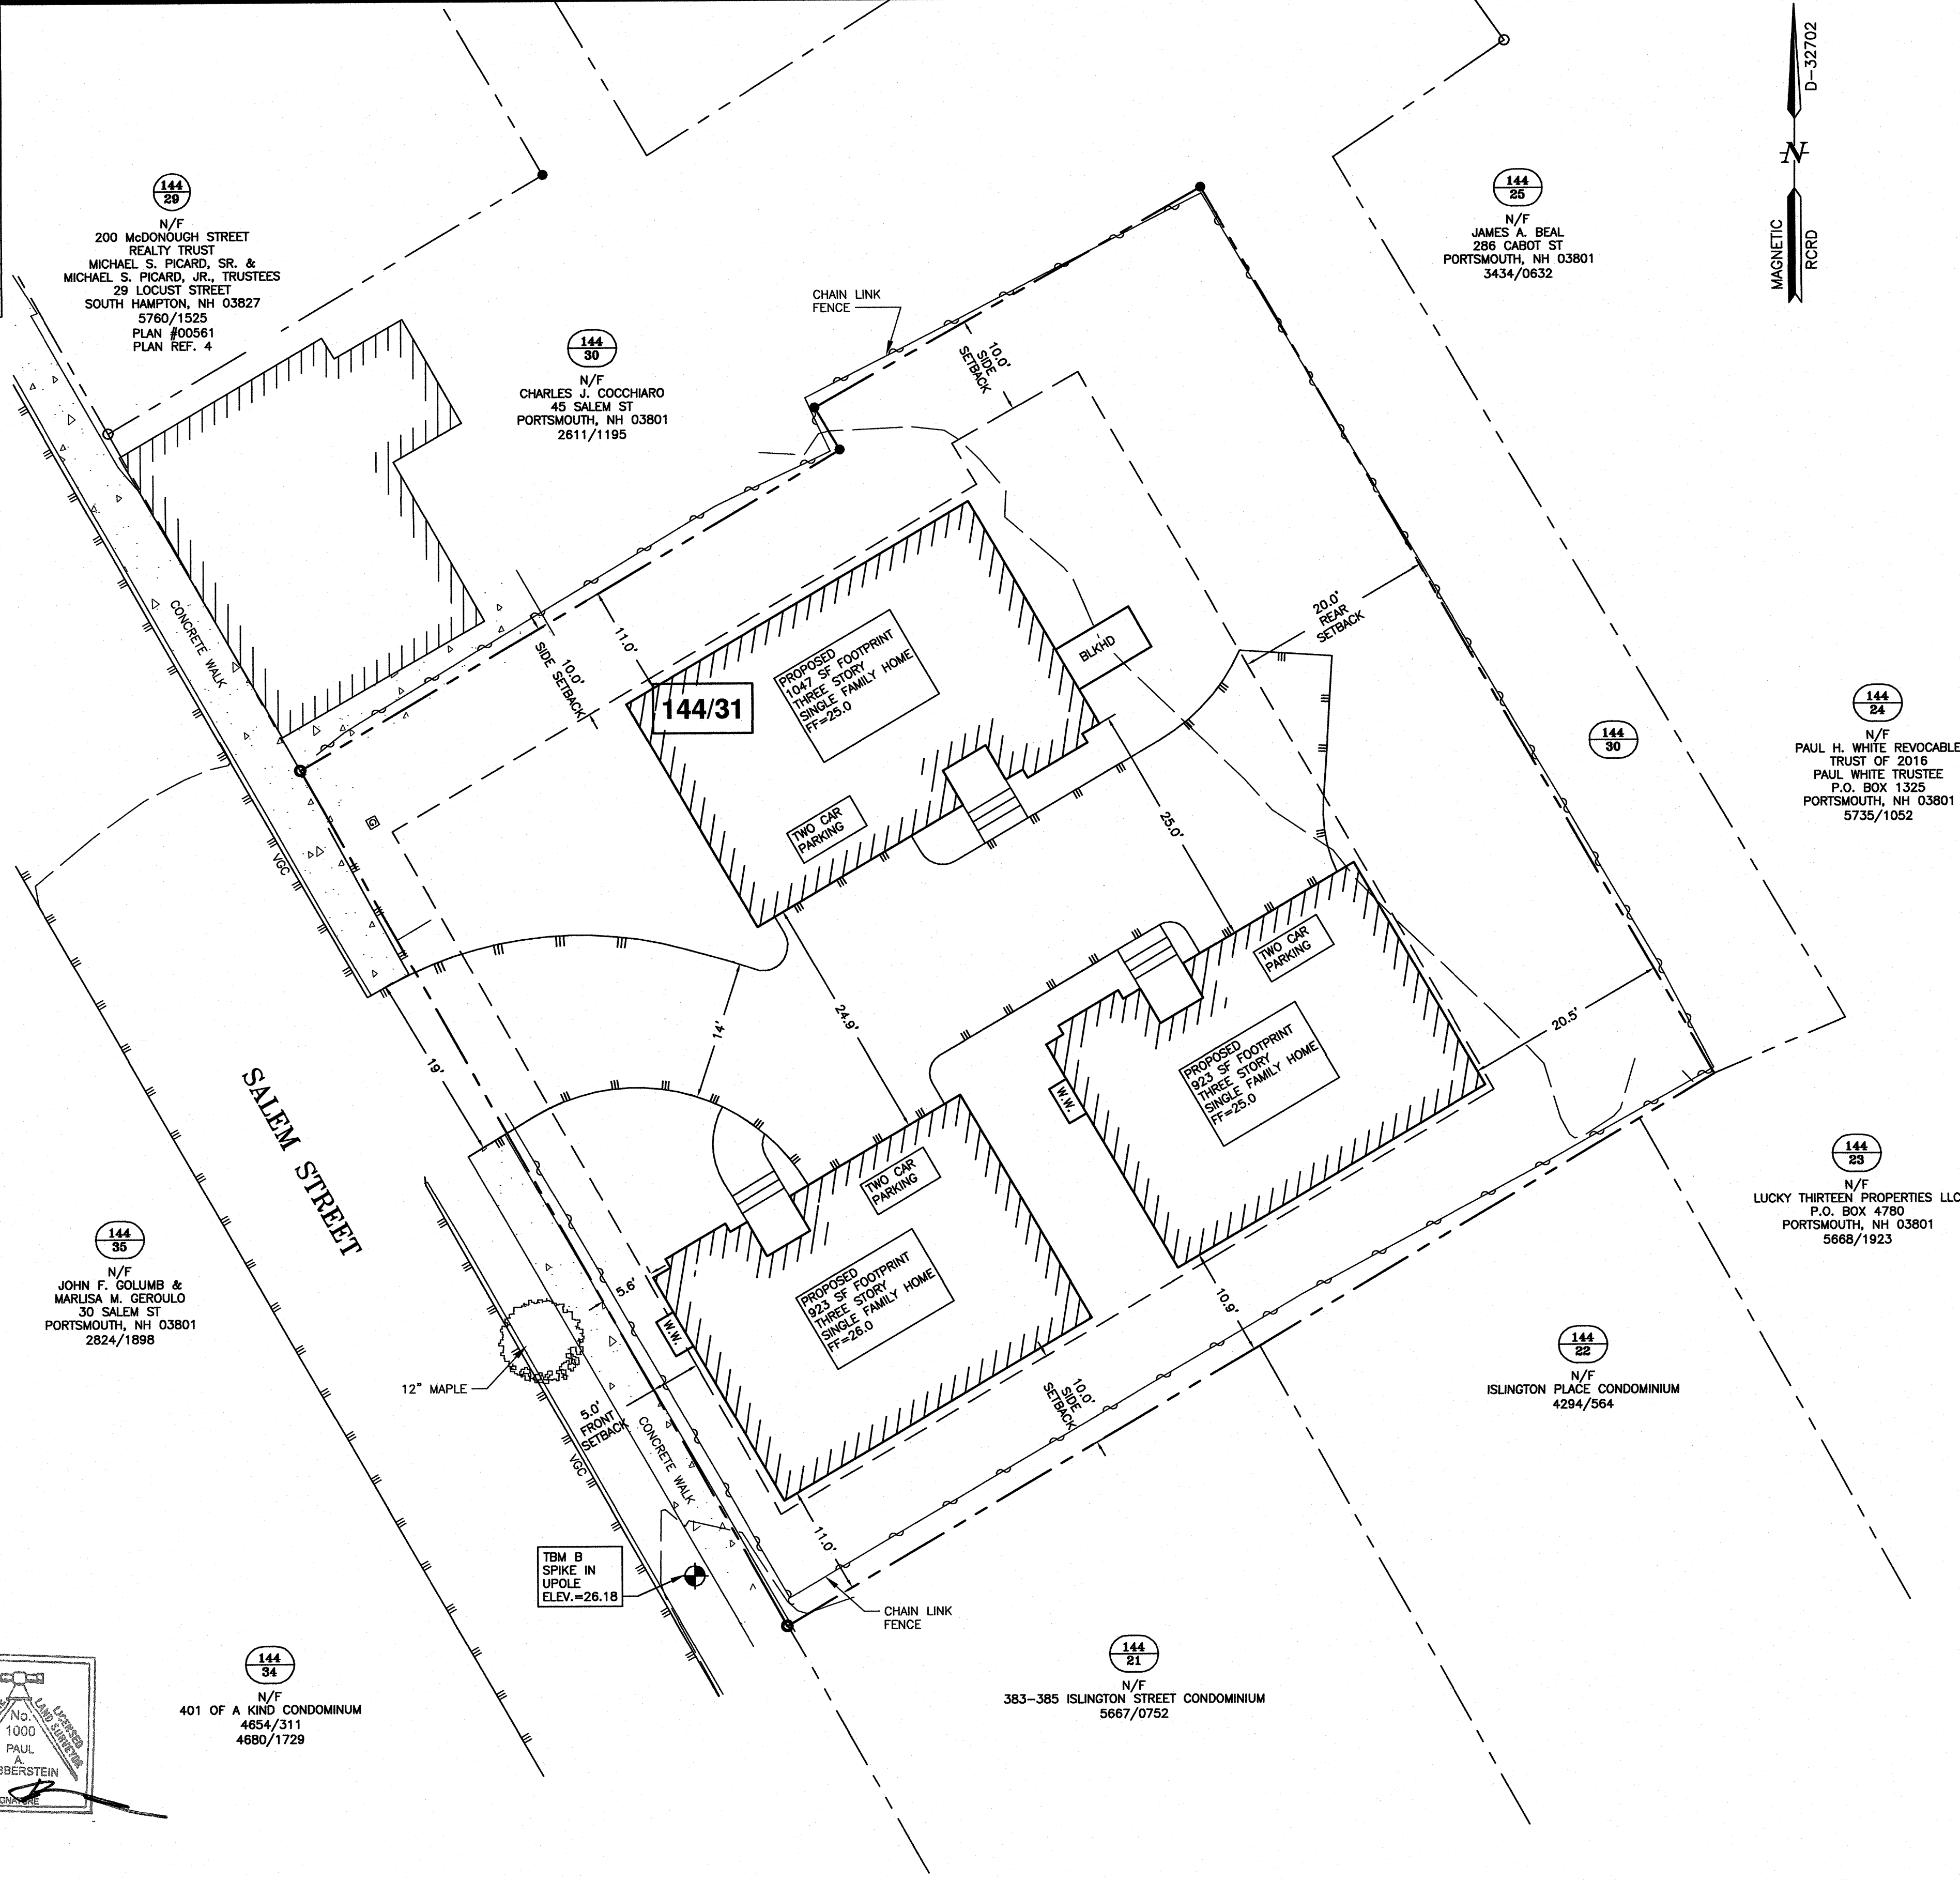 D-32702
N
MAGNETIC
RCRD
144
29
N/F
200 McDONOUGH STREET
REALTY TRUST
MICHAEL S. PICARD, SR. &
MICHAEL S. PICARD, JR., TRUSTEES
29 LOCUST STREET
SOUTH HAMPTON, NH 03827
5760/1525
PLAN #00561
PLAN REF. 4
144
30
N/F
CHARLES J. COCCHIARO
45 SALEM ST
PORTSMOUTH, NH 03801
2611/1195
CHAIN LINK
FENCE
10.0'
SIDE
SETBACK
144
25
N/F
JAMES A. BEAL
286 CABOT ST
PORTSMOUTH, NH 03801
3434/0632
CONCRETE WALK
VGC
10.0'
SIDE SETBACK
11.0'
144/31
PROPOSED
1047 SF FOOTPRINT
THREE STORY
SINGLE FAMILY HOME
FF=25.0
TWO CAR
PARKING
BLKHD
20.0'
REAR
SETBACK
144
30
144
24
N/F
PAUL H. WHITE REVOCABLE
TRUST OF 2016
PAUL WHITE TRUSTEE
P.O. BOX 1325
PORTSMOUTH, NH 03801
5735/1052
25.0'
24.9'
14'
19'
20.5'
TWO CAR
PARKING
PROPOSED
923 SF FOOTPRINT
THREE STORY
SINGLE FAMILY HOME
FF=25.0
W.W.
SALEM STREET
144
35
N/F
JOHN F. GOLUMB &
MARLISA M. GEROULO
30 SALEM ST
PORTSMOUTH, NH 03801
2824/1898
TWO CAR
PARKING
PROPOSED
923 SF FOOTPRINT
THREE STORY
SINGLE FAMILY HOME
FF=26.0
W.W.
5.6'
12" MAPLE
5.0'
FRONT
SETBACK
CONCRETE WALK
VGC
10.0'
SIDE
SETBACK
10.9'
11.0'
144
23
N/F
LUCKY THIRTEEN PROPERTIES LLC
P.O. BOX 4780
PORTSMOUTH, NH 03801
5668/1923
144
22
N/F
ISLINGTON PLACE CONDOMINIUM
4294/564
TBM B
SPIKE IN
UPOLE
ELEV.=26.18
CHAIN LINK
FENCE
144
34
N/F
401 OF A KIND CONDOMINUM
4654/311
4680/1729
144
21
N/F
383-385 ISLINGTON STREET CONDOMINIUM
5667/0752
LICENSED
LAND SURVEYOR
No.
1000
PAUL
A.
BBERSTEIN